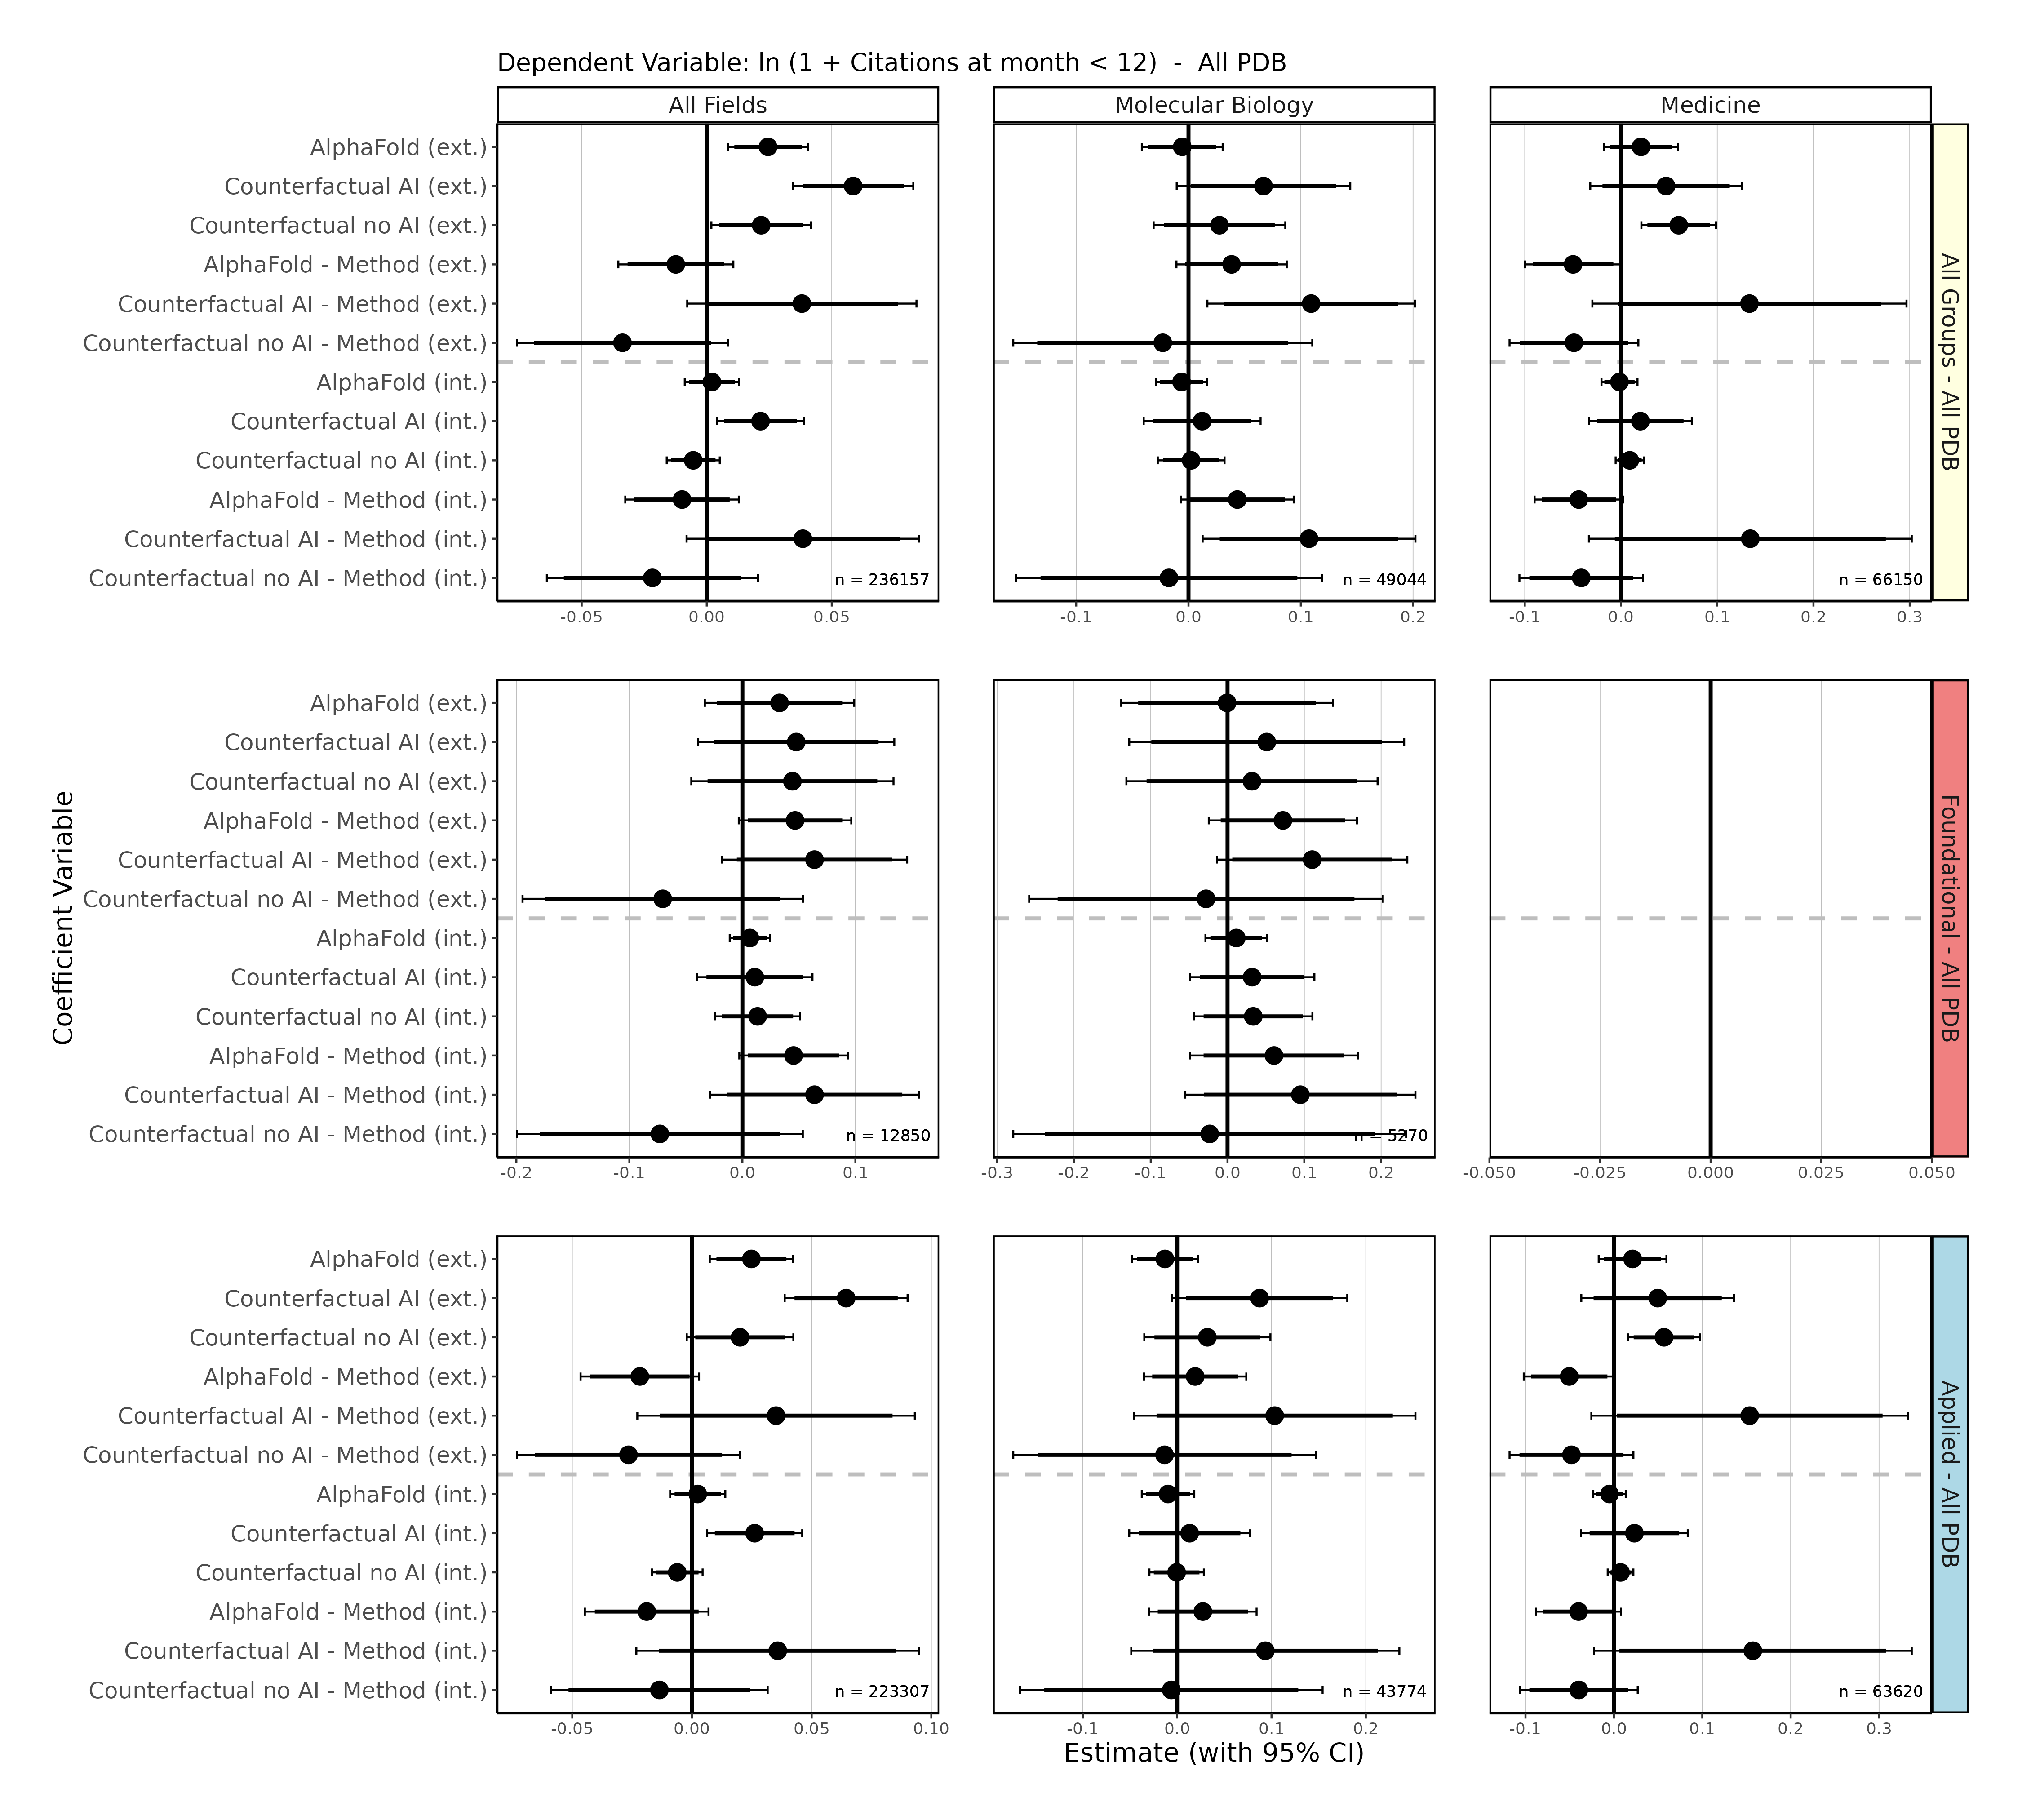 Dependent Variable: ln (1 + Citations at month < 12)  -  All PDB
All Fields
Molecular Biology
Medicine
AlphaFold (ext.)
Counterfactual AI (ext.)
Counterfactual no AI (ext.)
AlphaFold - Method (ext.)
Counterfactual AI - Method (ext.)
Counterfactual no AI - Method (ext.)
AlphaFold (int.)
Counterfactual AI (int.)
Counterfactual no AI (int.)
AlphaFold - Method (int.)
Counterfactual AI - Method (int.)
Counterfactual no AI - Method (int.)
n = 236157
n = 49044
n = 66150
All Groups - All PDB
-0.05 0.00 0.05
-0.1 0.0 0.1 0.2
-0.1 0.0 0.1 0.2 0.3
Coefficient Variable
AlphaFold (ext.)
Counterfactual AI (ext.)
Counterfactual no AI (ext.)
AlphaFold - Method (ext.)
Counterfactual AI - Method (ext.)
Counterfactual no AI - Method (ext.)
AlphaFold (int.)
Counterfactual AI (int.)
Counterfactual no AI (int.)
AlphaFold - Method (int.)
Counterfactual AI - Method (int.)
Counterfactual no AI - Method (int.)
n = 12850
n = 5270
Foundational - All PDB
-0.2 -0.1 0.0 0.1
-0.3 -0.2 -0.1 0.0 0.1 0.2
-0.050 -0.025 0.000 0.025 0.050
AlphaFold (ext.)
Counterfactual AI (ext.)
Counterfactual no AI (ext.)
AlphaFold - Method (ext.)
Counterfactual AI - Method (ext.)
Counterfactual no AI - Method (ext.)
AlphaFold (int.)
Counterfactual AI (int.)
Counterfactual no AI (int.)
AlphaFold - Method (int.)
Counterfactual AI - Method (int.)
Counterfactual no AI - Method (int.)
n = 223307
n = 43774
n = 63620
Applied - All PDB
-0.05 0.00 0.05 0.10
-0.1 0.0 0.1 0.2
-0.1 0.0 0.1 0.2 0.3
Estimate (with 95% CI)